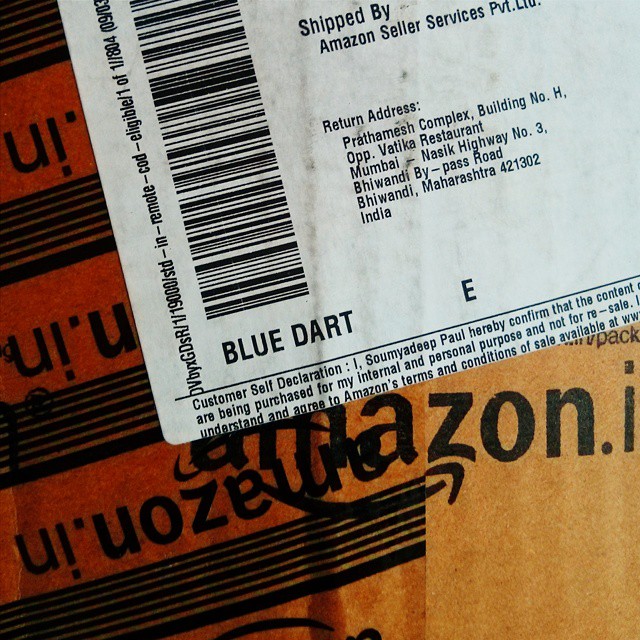 Shipped By
Amazon Seller Services Pvt.Ltd.
Return Address:
Prathamesh Complex, Building No. H,
Opp. Vatika Restaurant
Mumbai - Nasik Highway No. 3,
Bhiwandi By-pass Road
Bhiwandi, Maharashtra 421302
India
E
BLUE DART
Customer Self Declaration : I, Soumyadeep Paul hereby confirm that the content
are being purchased for my internal and personal purpose and not for re-sale.
understand and agree to Amazon's terms and conditions of sale available at
amazon.i
amazon.in
.in
.in